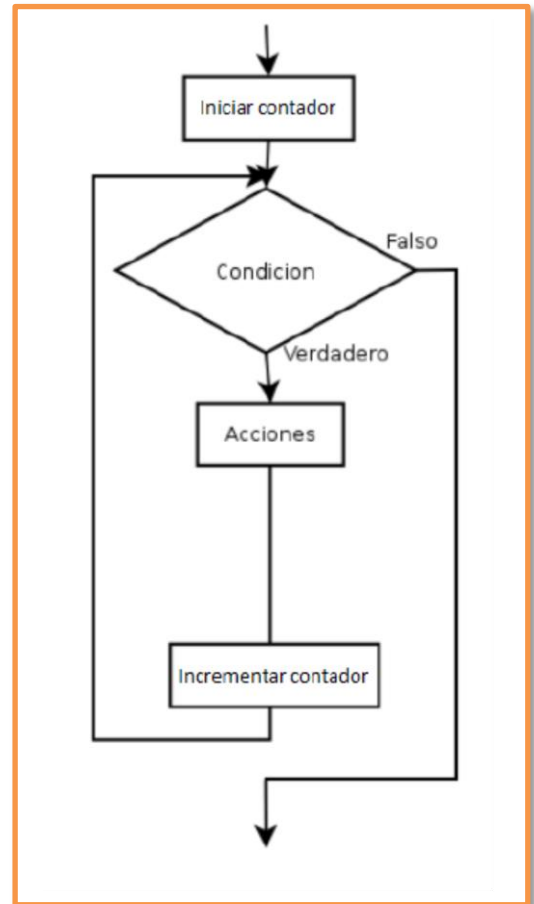 Iniciar contador
Falso
Condicion
Verdadero
Acciones
Incrementar contador